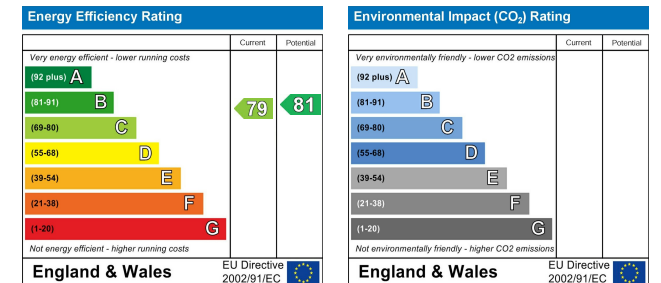 Energy Efficiency Rating
Current Potential
Very energy efficient - lower running costs
(92 plus) A
(81-91) B
79 81
(69-80) C
(55-68) D
(39-54) E
(21-38) F
(1-20) G
Not energy efficient - higher running costs
England & Wales
EU Directive
2002/91/EC
Environmental Impact (CO₂) Rating
Current Potential
Very environmentally friendly - lower CO2 emissions
(92 plus) A
(81-91) B
(69-80) C
(55-68) D
(39-54) E
(21-38) F
(1-20) G
Not environmentally friendly - higher CO2 emissions
England & Wales
EU Directive
2002/91/EC